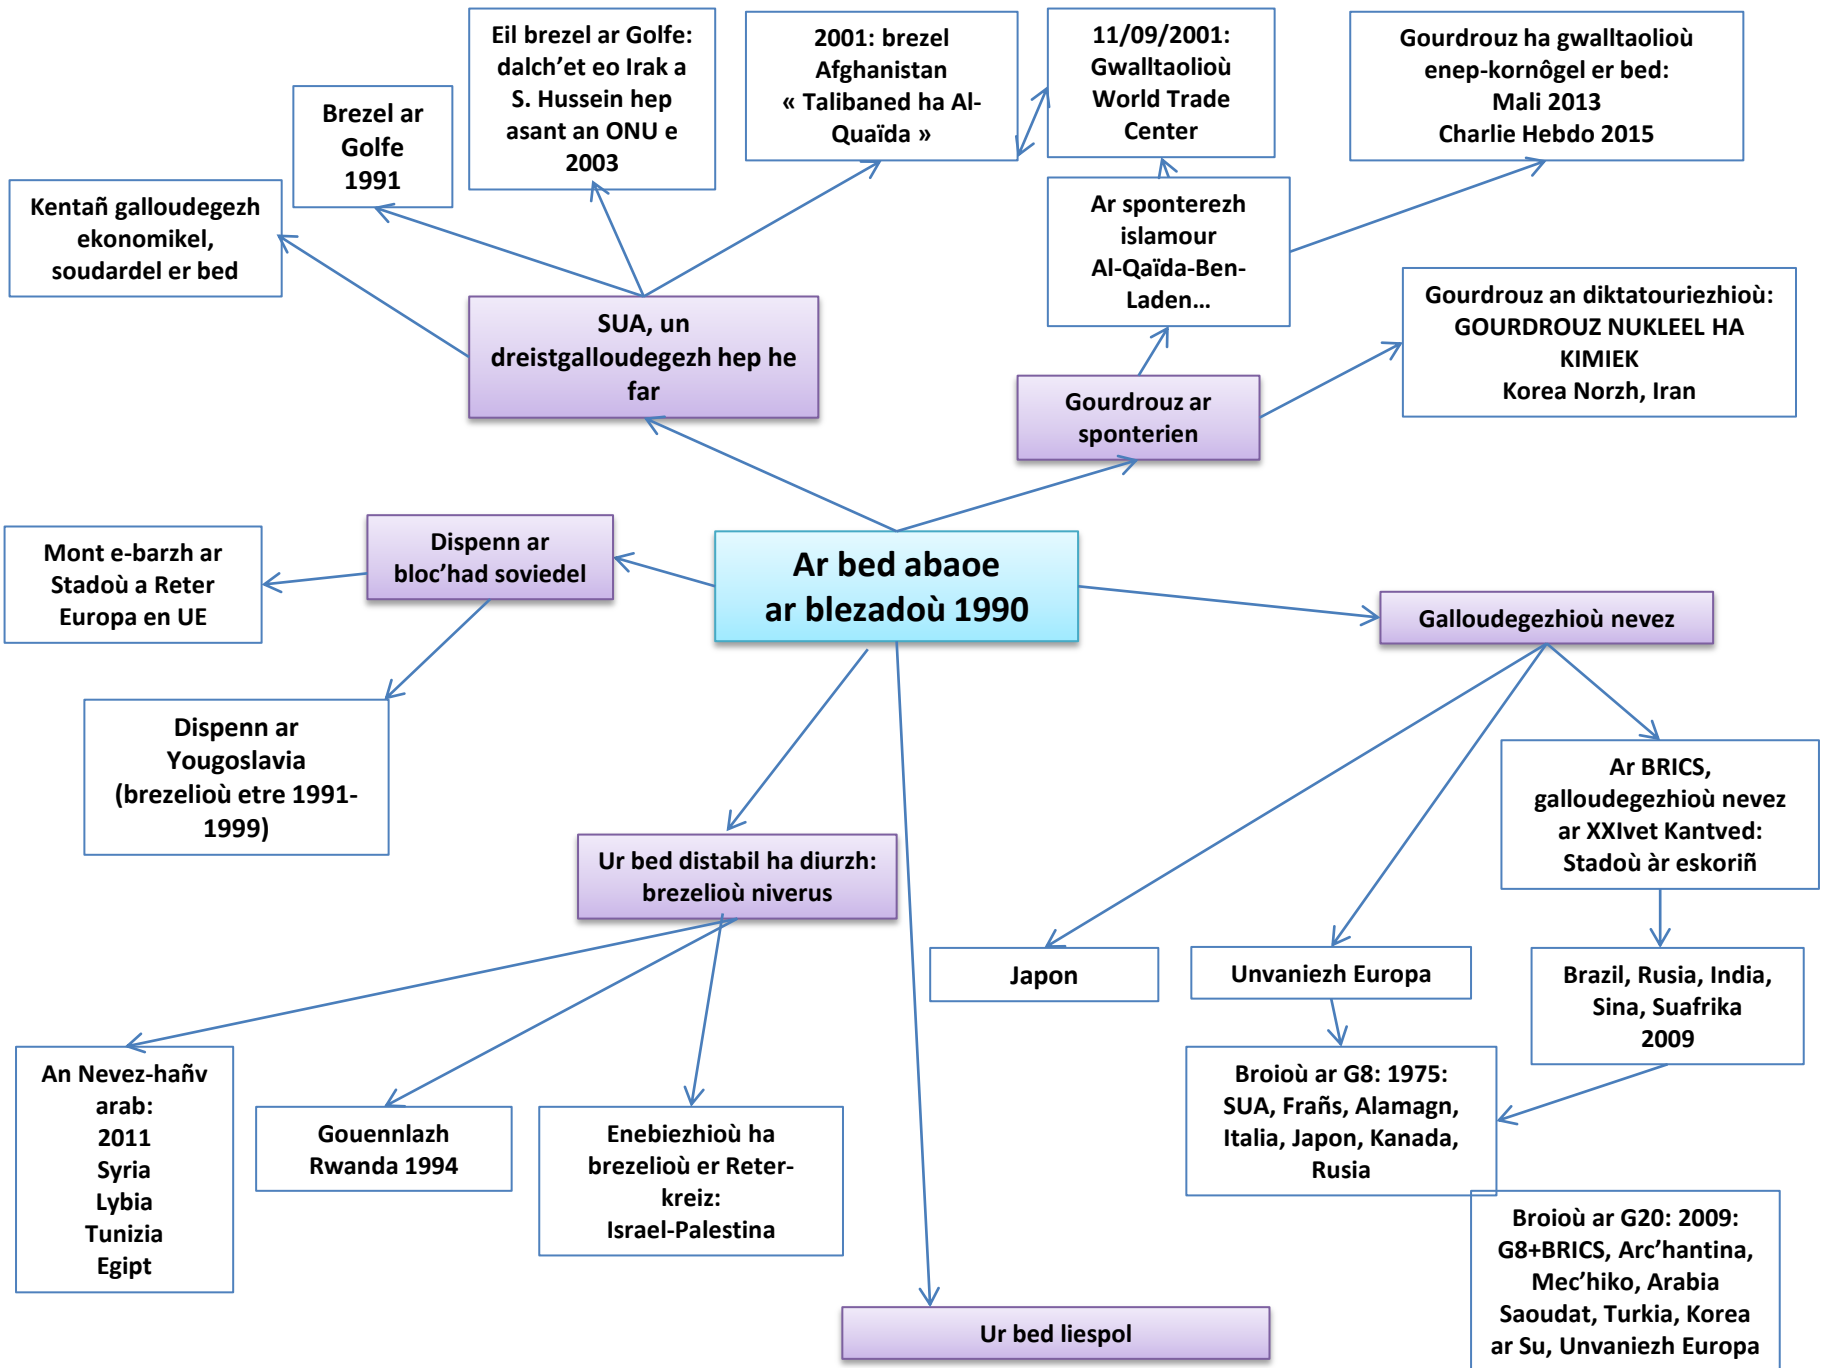 Eil brezel ar Golfe:
dalch'et eo Irak a
S. Hussein hep
asant an ONU e
2003
2001: brezel
Afghanistan
« Talibaned ha Al-
Quaïda »
11/09/2001:
Gwalltaolioù
World Trade
Center
Gourdrouz ha gwalltaolioù
enep-kornôgel er bed:
Mali 2013
Charlie Hebdo 2015
Brezel ar
Golfe
1991
Kentañ galloudegezh
ekonomikel,
soudardel er bed
Ar sponterezh
islamour
Al-Qaïda-Ben-
Laden…
Gourdrouz an diktatouriezhioù:
GOURDROUZ NUKLEEL HA
KIMIEK
Korea Norzh, Iran
SUA, un
dreistgalloudegezh hep he
far
Gourdrouz ar
sponterien
Mont e-barzh ar
Stadoù a Reter
Europa en UE
Dispenn ar
bloc'had soviedel
Ar bed abaoe
ar blezadoù 1990
Galloudegezhioù nevez
Dispenn ar
Yougoslavia
(brezelioù etre 1991-
1999)
Ar BRICS,
galloudegezhioù nevez
ar XXIvet Kantved:
Stadoù àr eskoriñ
Ur bed distabil ha diurzh:
brezelioù niverus
Japon
Unvaniezh Europa
Brazil, Rusia, India,
Sina, Suafrika
2009
An Nevez-hañv
arab:
2011
Syria
Lybia
Tunizia
Egipt
Gouennlazh
Rwanda 1994
Enebiezhioù ha
brezelioù er Reter-
kreiz:
Israel-Palestina
Broioù ar G8: 1975:
SUA, Frañs, Alamagn,
Italia, Japon, Kanada,
Rusia
Broioù ar G20: 2009:
G8+BRICS, Arc'hantina,
Mec'hiko, Arabia
Saoudat, Turkia, Korea
ar Su, Unvaniezh Europa
Ur bed liespol